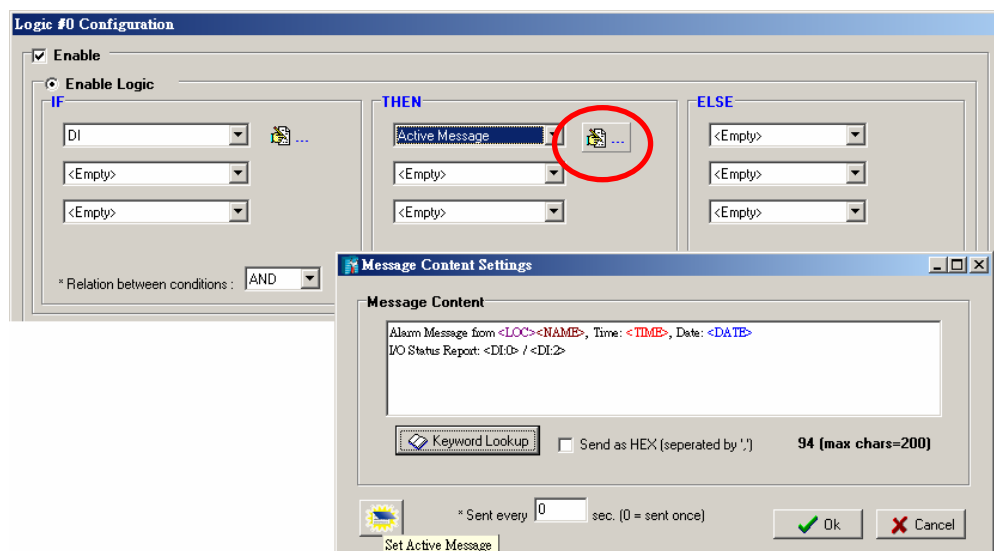 Logic #0 Configuration
Enable
Enable Logic
IF
THEN
ELSE
DI
...
Active Message
...
<Empty>
<Empty>
<Empty>
<Empty>
<Empty>
<Empty>
<Empty>
* Relation between conditions : AND
Message Content Settings
Message Content
Alarm Message from <LOC><NAME>, Time: <TIME>, Date: <DATE>
I/O Status Report: <DI:0> / <DI:2>
Keyword Lookup
Send as HEX (seperated by ',')
94 (max chars=200)
* Sent every 0 sec. (0 = sent once)
Ok
Cancel
Set Active Message